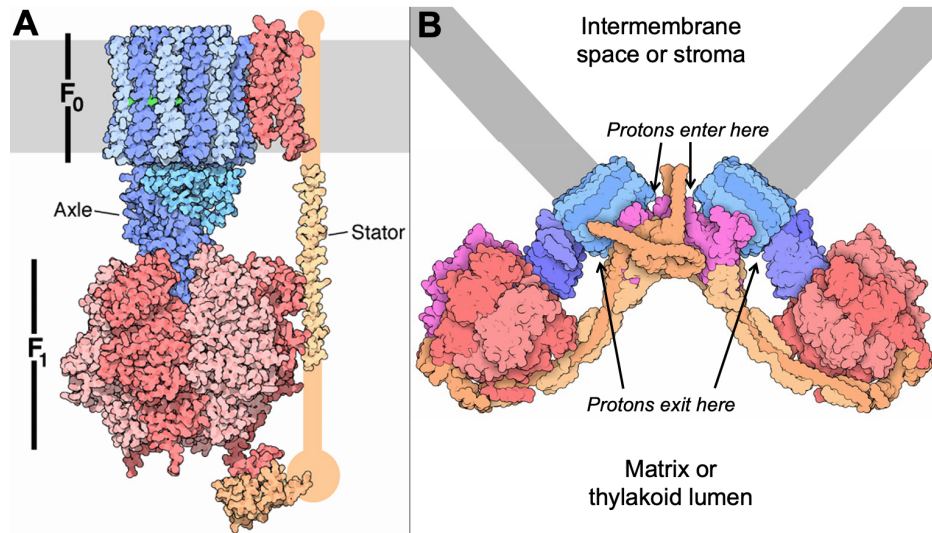 A
F0
Axle
Stator
F1
B
Intermembrane
space or stroma
Protons enter here
Protons exit here
Matrix or
thylakoid lumen